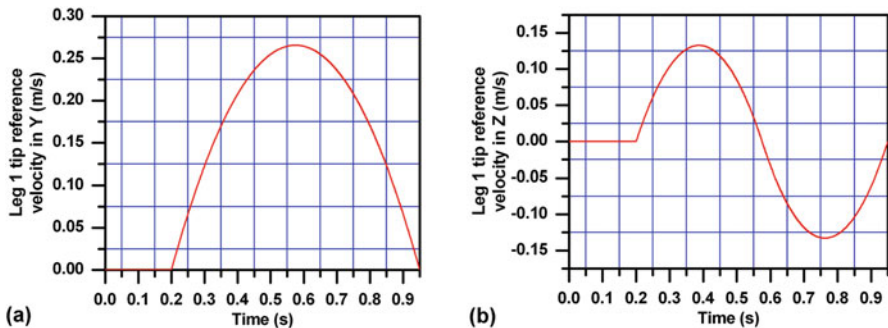 Leg 1 tip reference
velocity in Y (m/s)
0.30
0.25
0.20
0.15
0.10
0.05
0.00
0.0 0.1 0.2 0.3 0.4 0.5 0.6 0.7 0.8 0.9
Time (s)
(a)
Leg 1 tip reference
velocity in Z (m/s)
0.15
0.10
0.05
0.00
-0.05
-0.10
-0.15
0.0 0.1 0.2 0.3 0.4 0.5 0.6 0.7 0.8 0.9
Time (s)
(b)